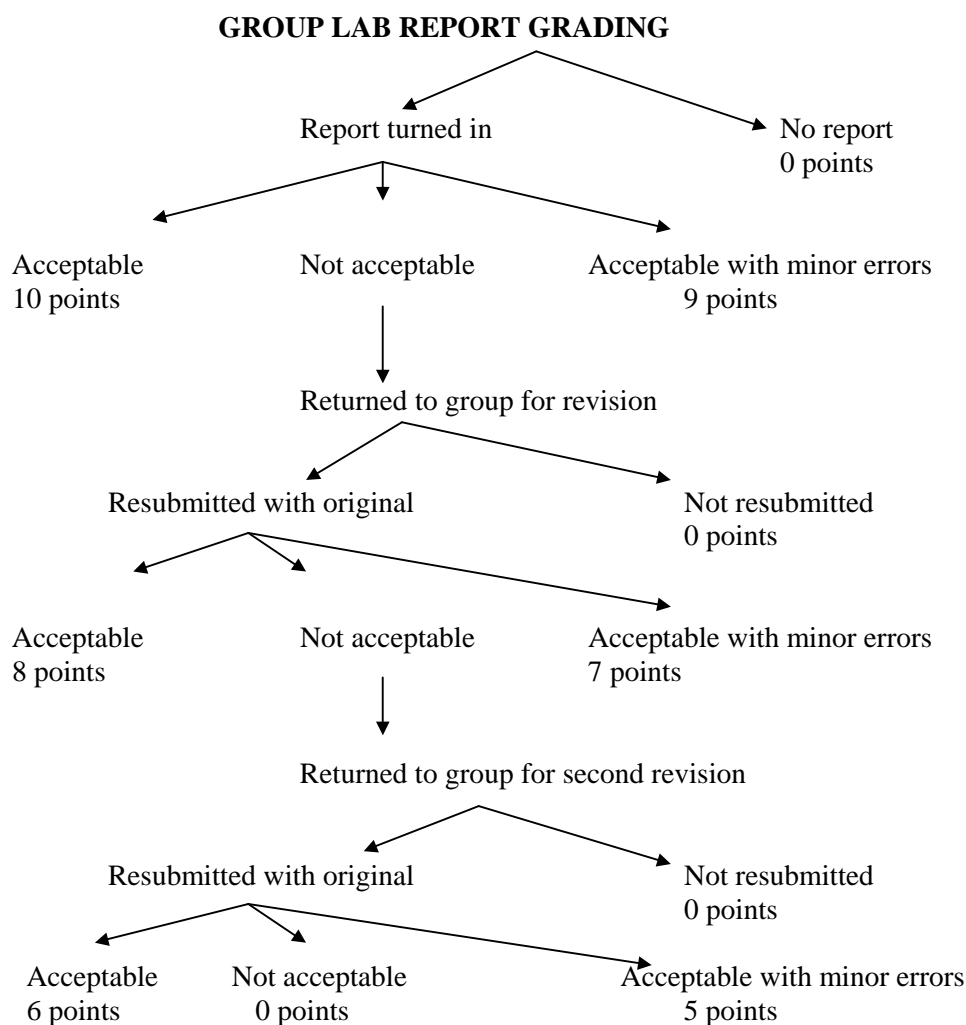 GROUP LAB REPORT GRADING
Report turned in
No report
0 points
Acceptable
10 points
Not acceptable
Acceptable with minor errors
9 points
Returned to group for revision
Resubmitted with original
Not resubmitted
0 points
Acceptable
8 points
Not acceptable
Acceptable with minor errors
7 points
Returned to group for second revision
Resubmitted with original
Not resubmitted
0 points
Acceptable
6 points
Not acceptable
0 points
Acceptable with minor errors
5 points